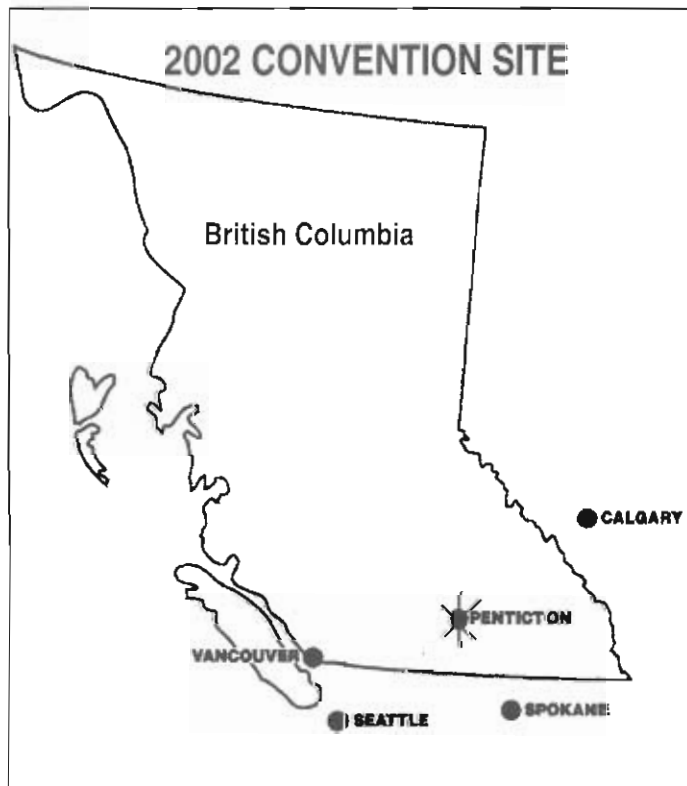 2002 CONVENTION SITE
British Columbia
CALGARY
PENTICTON
VANCOUVER
SPOKANE
SEATTLE